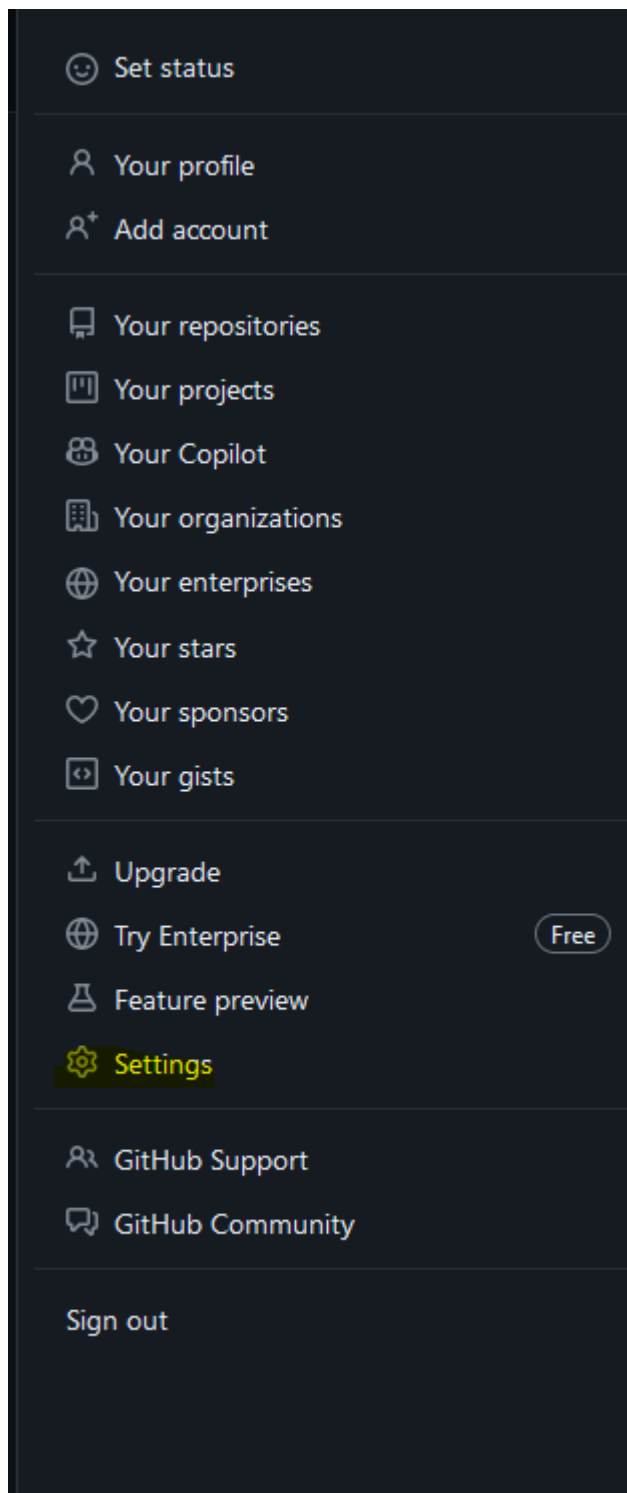 Set status
Your profile
Add account
Your repositories
Your projects
Your Copilot
Your organizations
Your enterprises
Your stars
Your sponsors
Your gists
Upgrade
Try Enterprise Free
Feature preview
Settings
GitHub Support
GitHub Community
Sign out